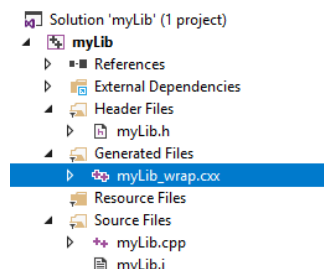 Solution 'myLib' (1 project)
myLib
References
External Dependencies
Header Files
myLib.h
Generated Files
myLib_wrap.cxx
Resource Files
Source Files
myLib.cpp
myLib.i